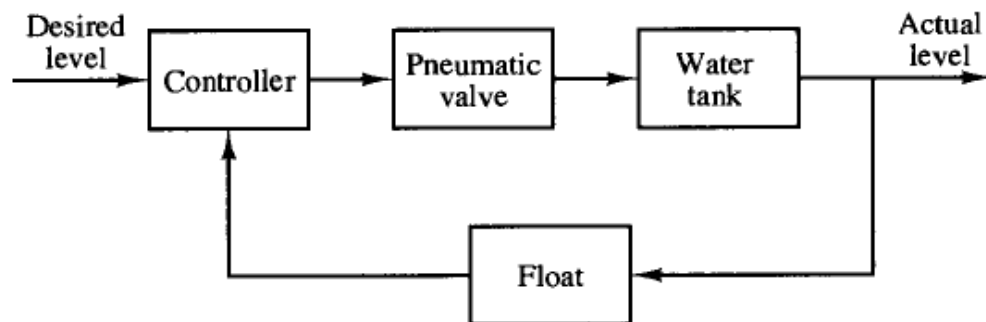 Desired
level
Controller
Pneumatic
valve
Water
tank
Actual
level
Float